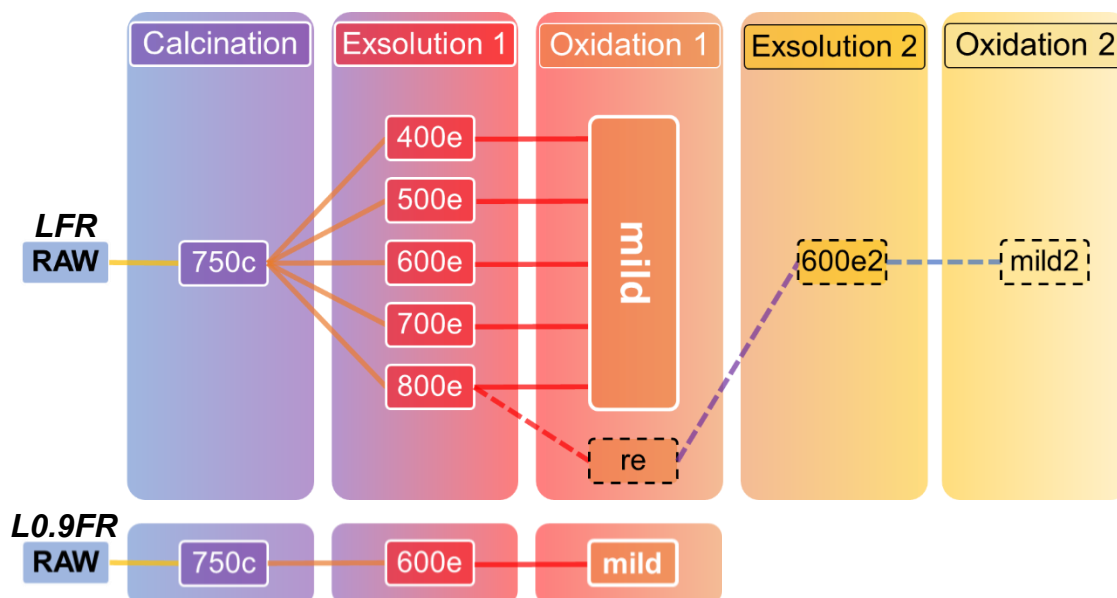 Calcination
Exsolution 1
Oxidation 1
Exsolution 2
Oxidation 2
400e
500e
LFR
RAW
750c
600e
mild
600e2
mild2
700e
800e
re
L0.9FR
RAW
750c
600e
mild